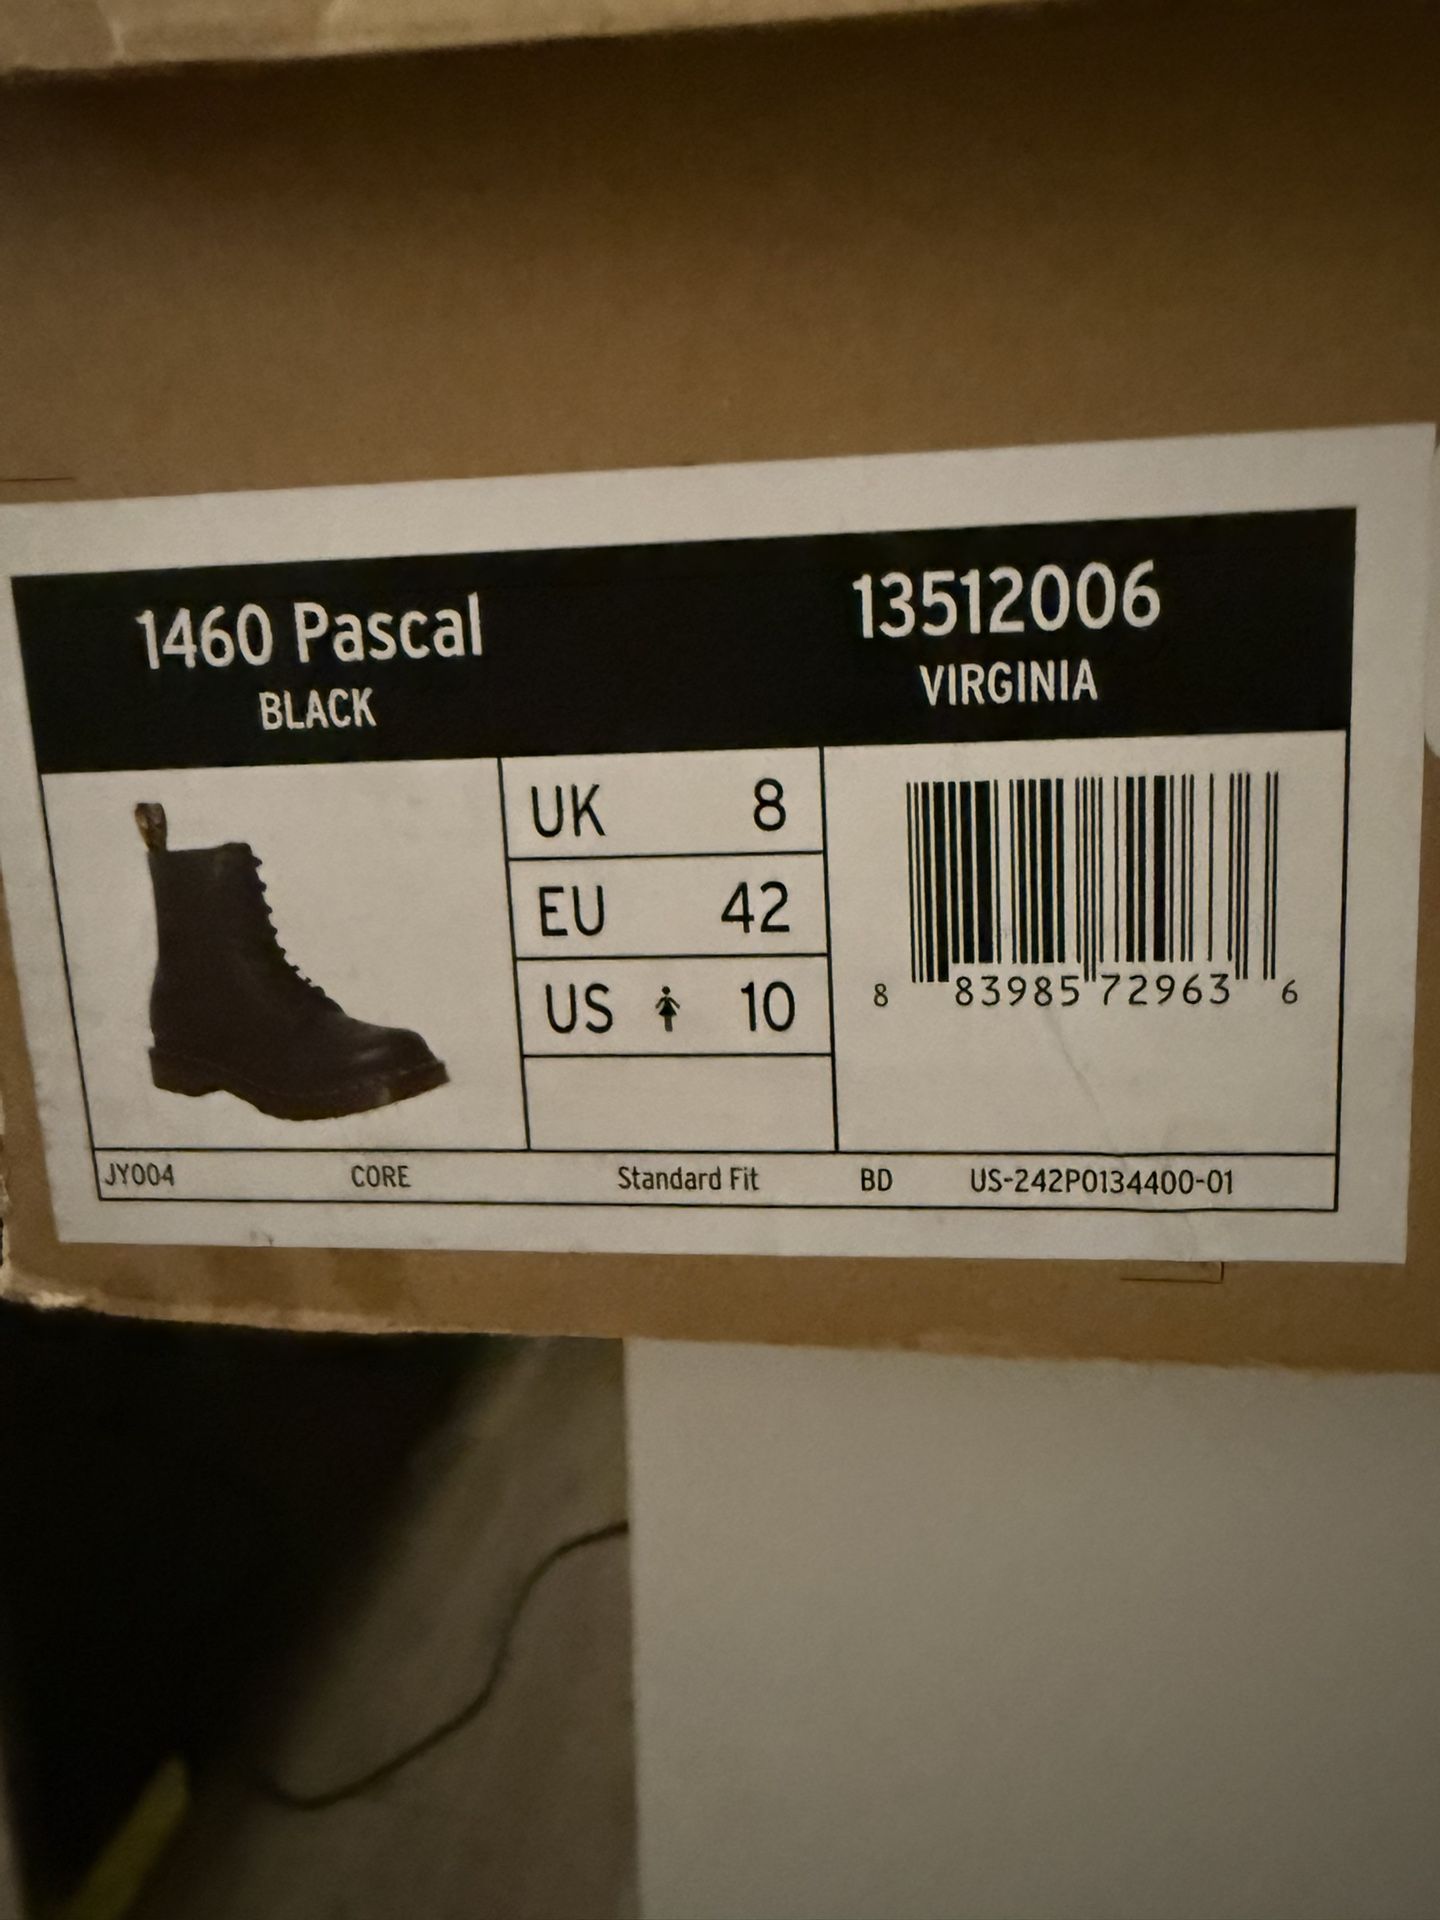 1460 Pascal
BLACK
13512006
VIRGINIA
UK 8
EU 42
US 10
8 83985 72963 6
JY004 CORE Standard Fit BD US-242P0134400-01